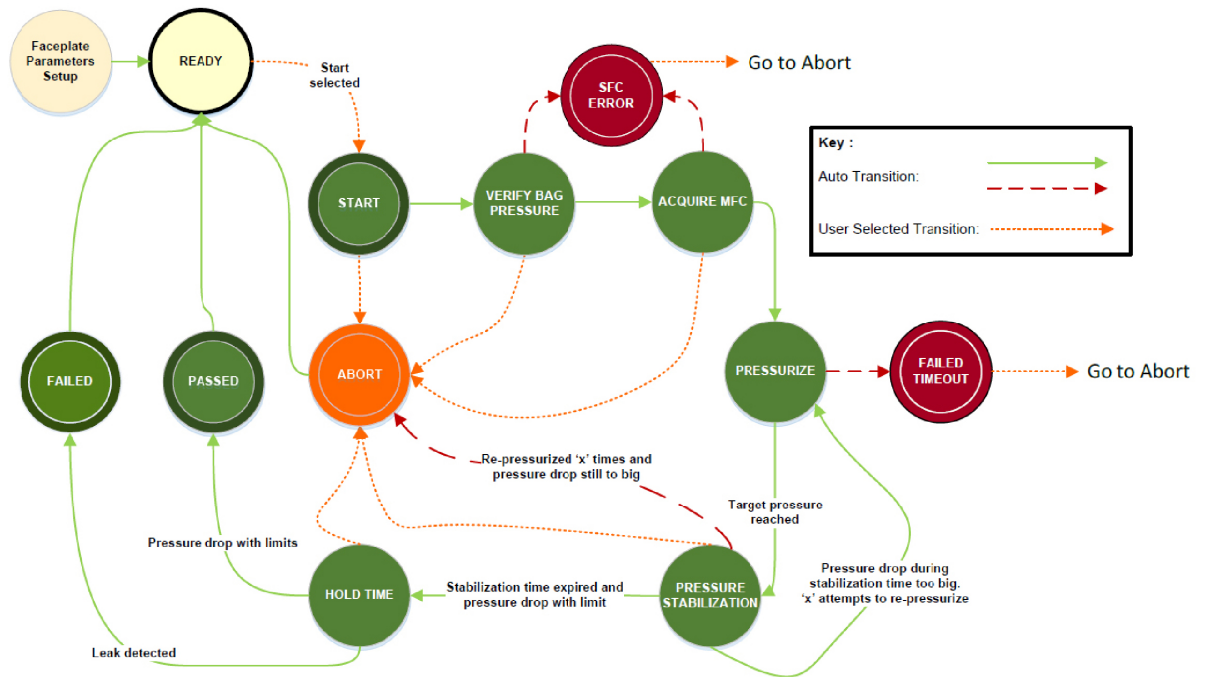 Faceplate
Parameters
Setup
READY
Start
selected
SFC
ERROR
Go to Abort
Key :
Auto Transition:
User Selected Transition:
START
VERIFY BAG
PRESSURE
ACQUIRE MFC
FAILED
PASSED
ABORT
PRESSURIZE
FAILED
TIMEOUT
Go to Abort
Re-pressurized ‘x’ times and
pressure drop still to big
Target pressure
reached
Pressure drop with limits
HOLD TIME
Stabilization time expired and
pressure drop with limit
PRESSURE
STABILIZATION
Pressure drop during
stabilization time too big.
‘x’ attempts to re-pressurize
Leak detected